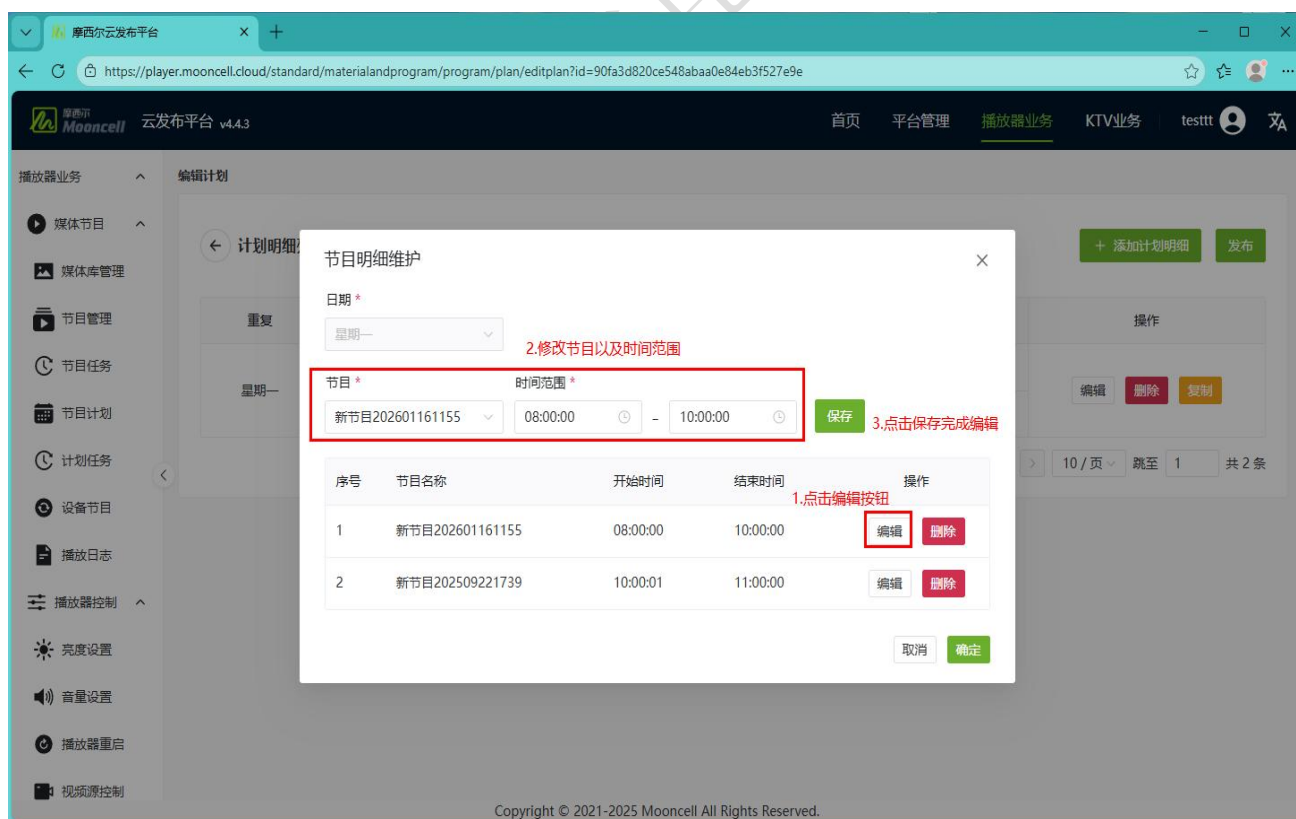 摩西尔云发布平台
https://player.mooncell.cloud/standard/materialandprogram/program/plan/editplan?id=90fa3d820ce548abaa0e84eb3f527e9e
摩西尔 Mooncell 云发布平台 v4.4.3 首页 平台管理 播放器业务 KTV业务 testtt
播放器业务 编辑计划
媒体节目
计划明细 + 添加计划明细 发布
节目明细维护
媒体库管理
日期 *
节目管理 重复 星期一 操作
2.修改节目以及时间范围
节目任务
节目 * 时间范围 *
星期一 编辑 删除 复制
节目计划 新节目202601161155 08:00:00 - 10:00:00 保存 3.点击保存完成编辑
计划任务 10 / 页 跳至 1 共 2 条
序号 节目名称 开始时间 结束时间 操作
1.点击编辑按钮
设备节目
1 新节目202601161155 08:00:00 10:00:00 编辑 删除
播放日志
2 新节目202509221739 10:00:01 11:00:00 编辑 删除
播放器控制
亮度设置 取消 确定
音量设置
播放器重启
视频源控制
Copyright © 2021-2025 Mooncell All Rights Reserved.